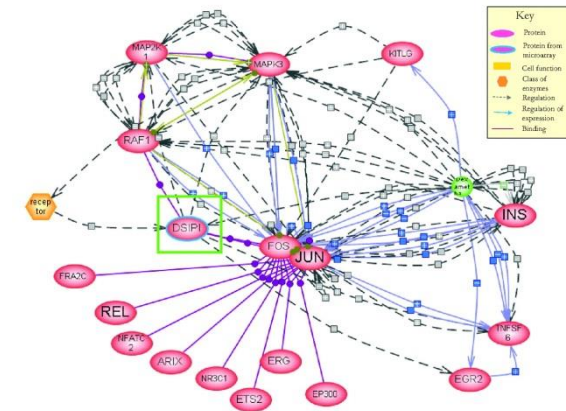 Key
Protein
Protein from
microarray
Cell function
Class of
enzymes
Regulation
Regulation of
expression
Binding
MAP2K
1
MAPK3
KITLG
RAF1
recep
tor
DSIPI
FOS
JUN
INS
FRA2C
REL
NFATC
2
ARIX
NR3C1
ETS2
ERG
EP300
TNFSF
6
EGR2